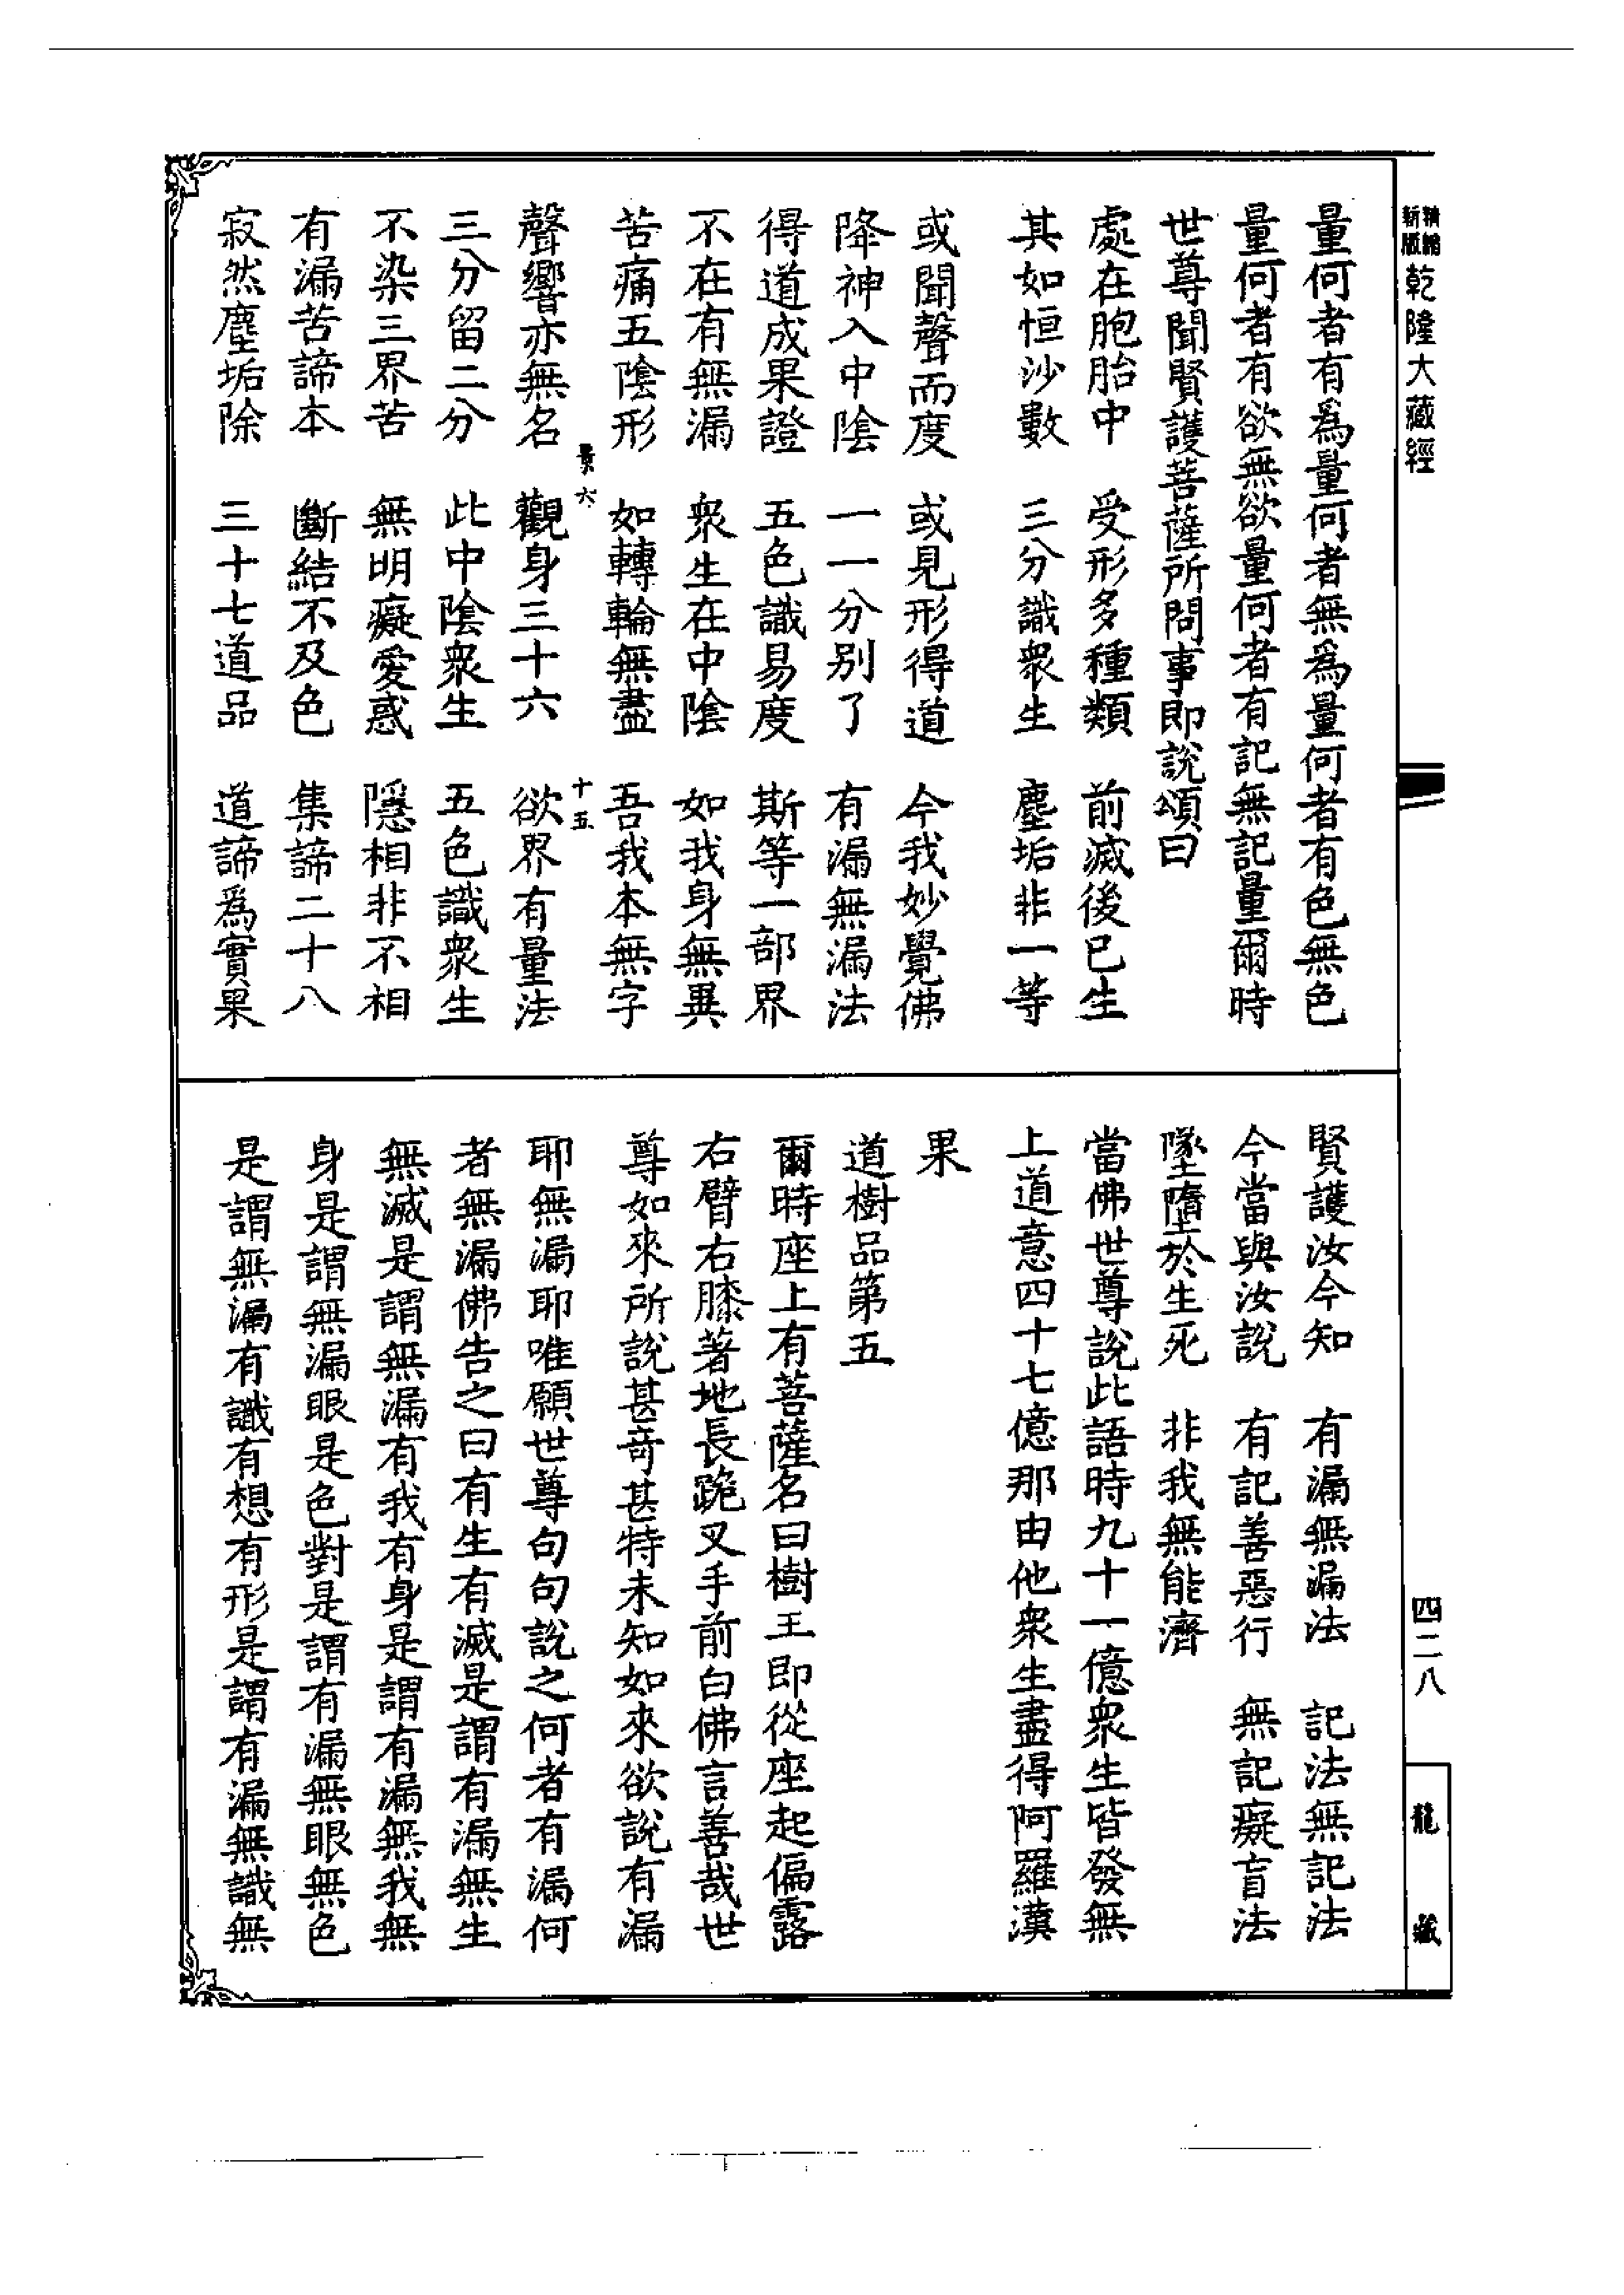 精縮新版乾隆大藏經
量何者有爲量何者無爲量何者有色無色
量何者有欲無欲量何者有記無記量爾時
世尊聞賢護菩薩所問事即說頌曰
處在胞胎中　受形多種類　前滅後已生
其如恒沙數　三分識衆生　塵垢非一等
或聞聲而度　或見形得道　今我妙覺佛
降神入中陰　一一分別了　有漏無漏法
得道成果證　五色識易度　斯等一部界
不在有無漏　衆生在中陰　如我身無異
苦痛五陰形　如轉輪無盡　吾我本無字
景六　十五
聲響亦無名　觀身三十六　欲界有量法
三分留二分　此中陰衆生　五色識衆生
不染三界苦　無明癡愛惑　隱相非不相
有漏苦諦本　斷結不及色　集諦二十八
寂然塵垢除　三十七道品　道諦爲實果
賢護汝今知　有漏無漏法　記法無記法
今當與汝說　有記善惡行　無記癡盲法
墜墮於生死　非我無能濟
當佛世尊說此語時九十一億衆生皆發無
上道意四十七億那由他衆生盡得阿羅漢
果
道樹品第五
爾時座上有菩薩名曰樹王即從座起偏露
右臂右膝著地長跪叉手前白佛言善哉世
尊如來所說甚奇甚特未知如來欲說有漏
耶無漏耶唯願世尊句句說之何者有漏何
者無漏佛告之曰有生有滅是謂有漏無生
無滅是謂無漏有我有身是謂有漏無我無
身是謂無漏眼是色對是謂有漏無眼無色
是謂無漏有識有想有形是謂有漏無識無
四二八
龍藏